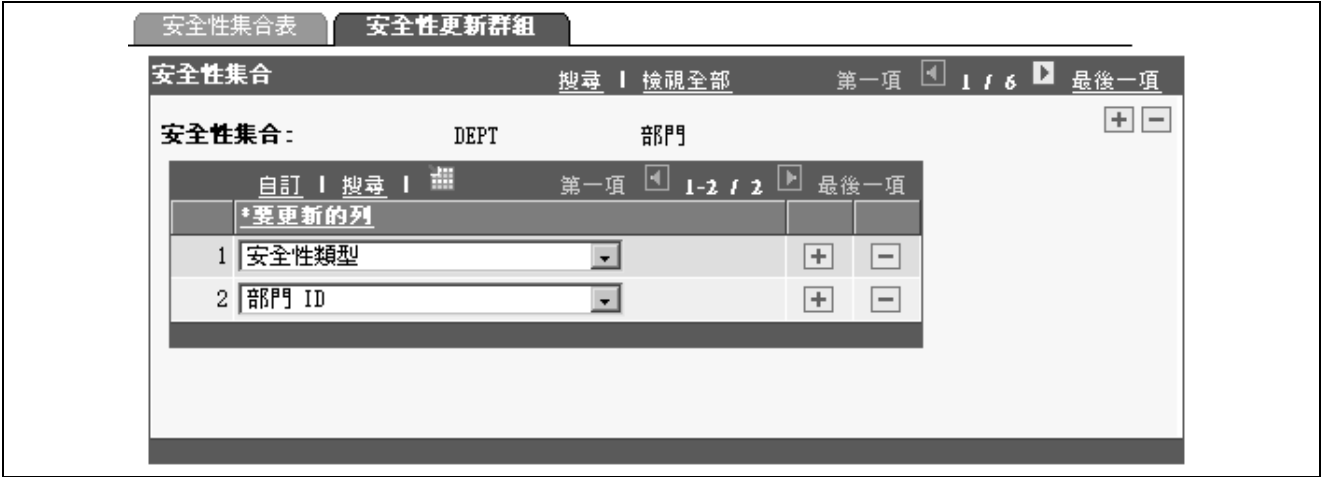 安全性集合表 安全性更新群組
安全性集合 搜尋 | 檢視全部 第一項 1 / 6 最後一項
安全性集合: DEPT 部門
自訂 | 搜尋 | 第一項 1-2 / 2 最後一項
*要更新的列
1 安全性類型
2 部門 ID